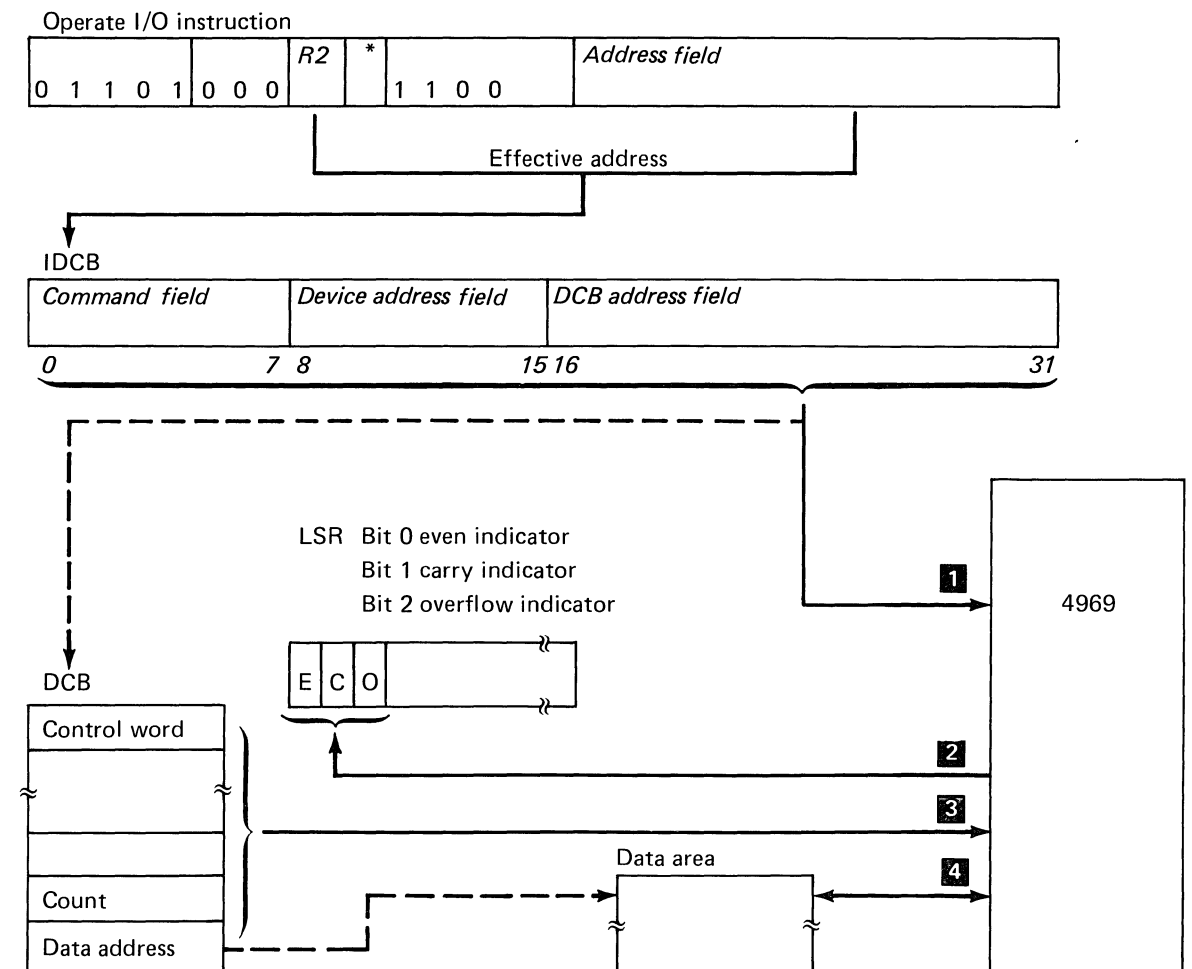 Operate I/O instruction
R2 * Address field
0 1 1 0 1 0 0 0 1 1 0 0
Effective address
IDCB
Command field Device address field DCB address field
0 7 8 15 16 31
LSR Bit 0 even indicator
Bit 1 carry indicator
Bit 2 overflow indicator
1
4969
E C O
DCB
Control word
2
3
Data area
4
Count
Data address